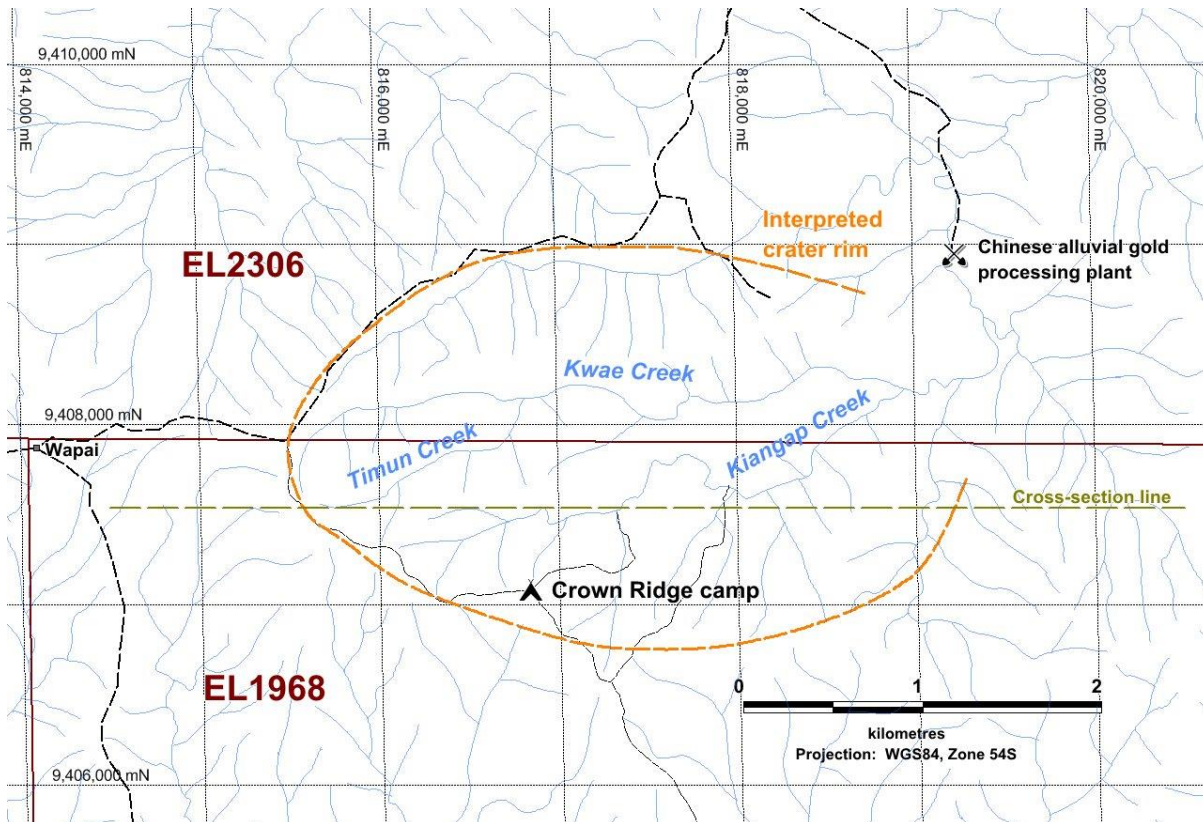 9,410,000 mN
814,000 mE
816,000 mE
818,000 mE
820,000 mE
Interpreted
crater rim
EL2306
Chinese alluvial gold
processing plant
Kwae Creek
9,408,000 mN
Wapai
Timun Creek
Kiangap Creek
Cross-section line
Crown Ridge camp
EL1968
0 1 2
kilometres
Projection: WGS84, Zone 54S
9,406,000 mN